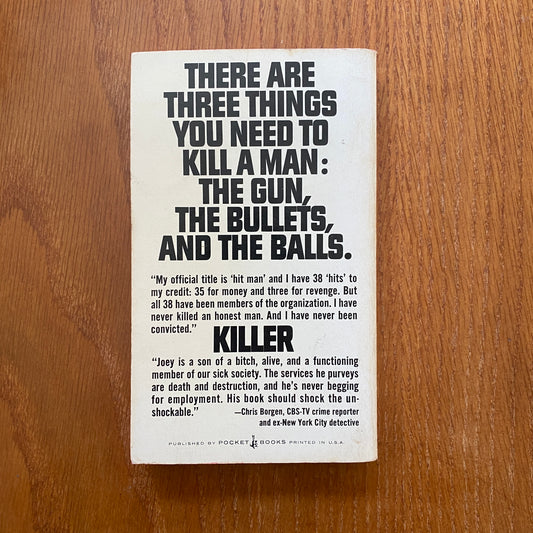 THERE ARE
THREE THINGS
YOU NEED TO
KILL A MAN:
THE GUN,
THE BULLETS,
AND THE BALLS.
“My official title is ‘hit man’ and I have 38 ‘hits’ to
my credit: 35 for money and three for revenge. But
all 38 have been members of the organization. I have
never killed an honest man. And I have never been
convicted.”
KILLER
“Joey is a son of a bitch, alive, and a functioning
member of our sick society. The services he purveys
are death and destruction, and he’s never begging
for employment. His book should shock the un-
shockable.”
—Chris Borgen, CBS-TV crime reporter
and ex-New York City detective
PUBLISHED BY POCKET BOOKS PRINTED IN U.S.A.